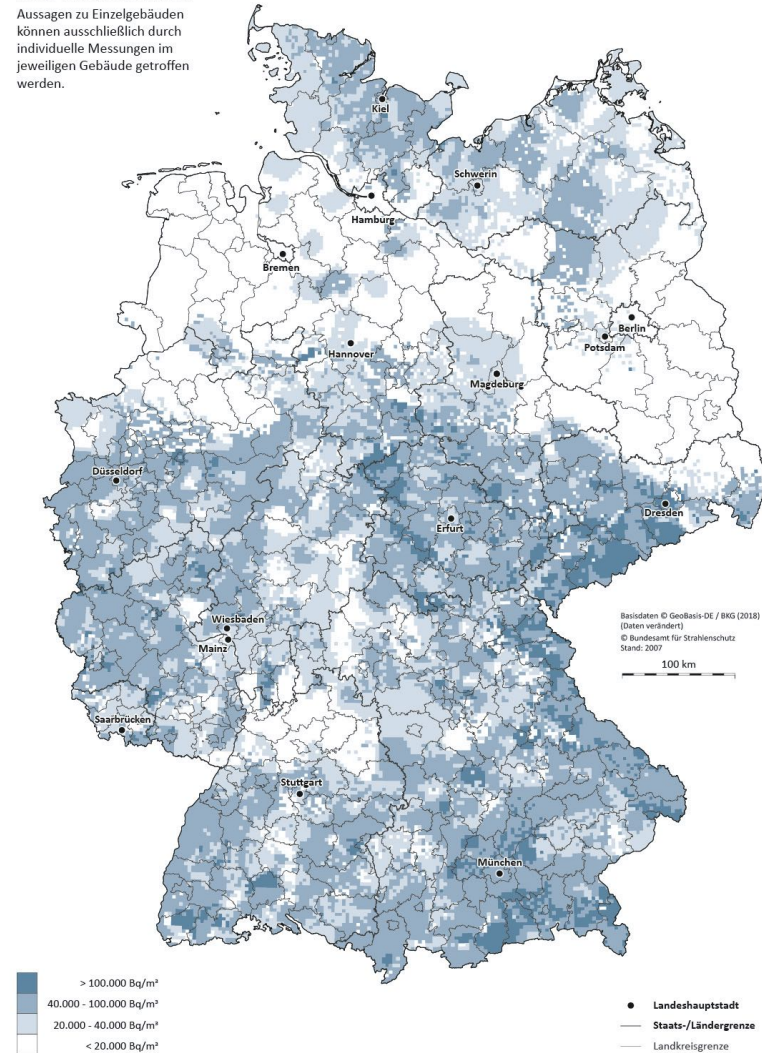 Aussagen zu Einzelgebäuden
können ausschließlich durch
individuelle Messungen im
jeweiligen Gebäude getroffen
werden.
Kiel
Schwerin
Hamburg
Bremen
Berlin
Potsdam
Hannover
Magdeburg
Düsseldorf
Dresden
Erfurt
Wiesbaden
Mainz
Saarbrücken
Stuttgart
München
Basisdaten © GeoBasis-DE / BKG (2018)
(Daten verändert)
© Bundesamt für Strahlenschutz
Stand: 2007
100 km
> 100.000 Bq/m³
40.000 - 100.000 Bq/m³
20.000 - 40.000 Bq/m³
< 20.000 Bq/m³
Landeshauptstadt
Staats-/Ländergrenze
Landkreisgrenze